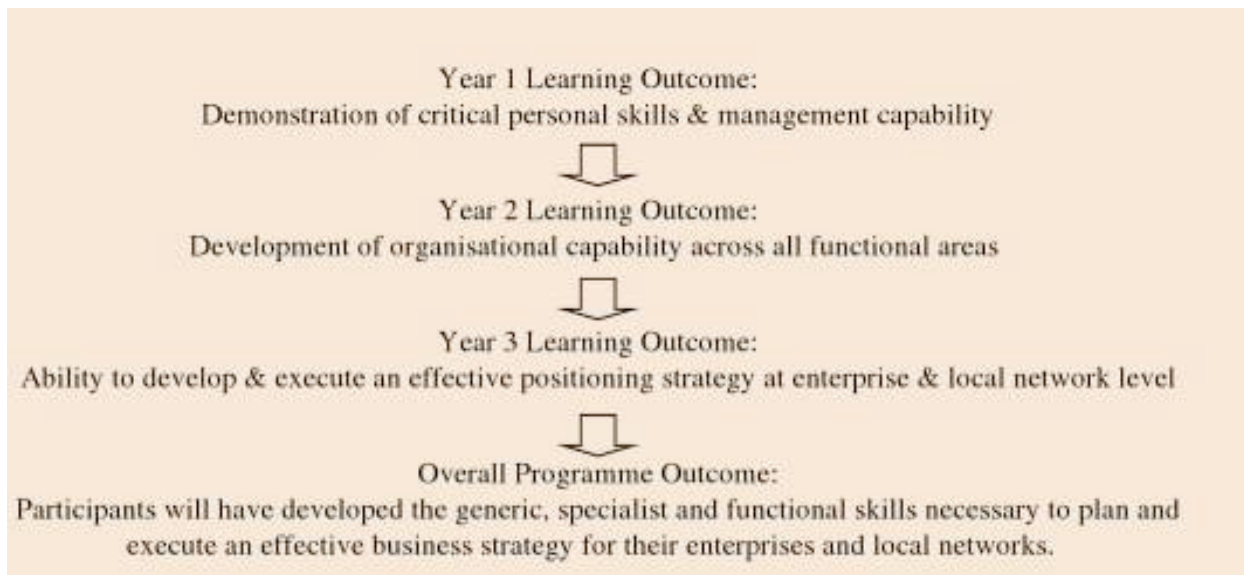 Year 1 Learning Outcome:
Demonstration of critical personal skills & management capability
Year 2 Learning Outcome:
Development of organisational capability across all functional areas
Year 3 Learning Outcome:
Ability to develop & execute an effective positioning strategy at enterprise & local network level
Overall Programme Outcome:
Participants will have developed the generic, specialist and functional skills necessary to plan and
execute an effective business strategy for their enterprises and local networks.